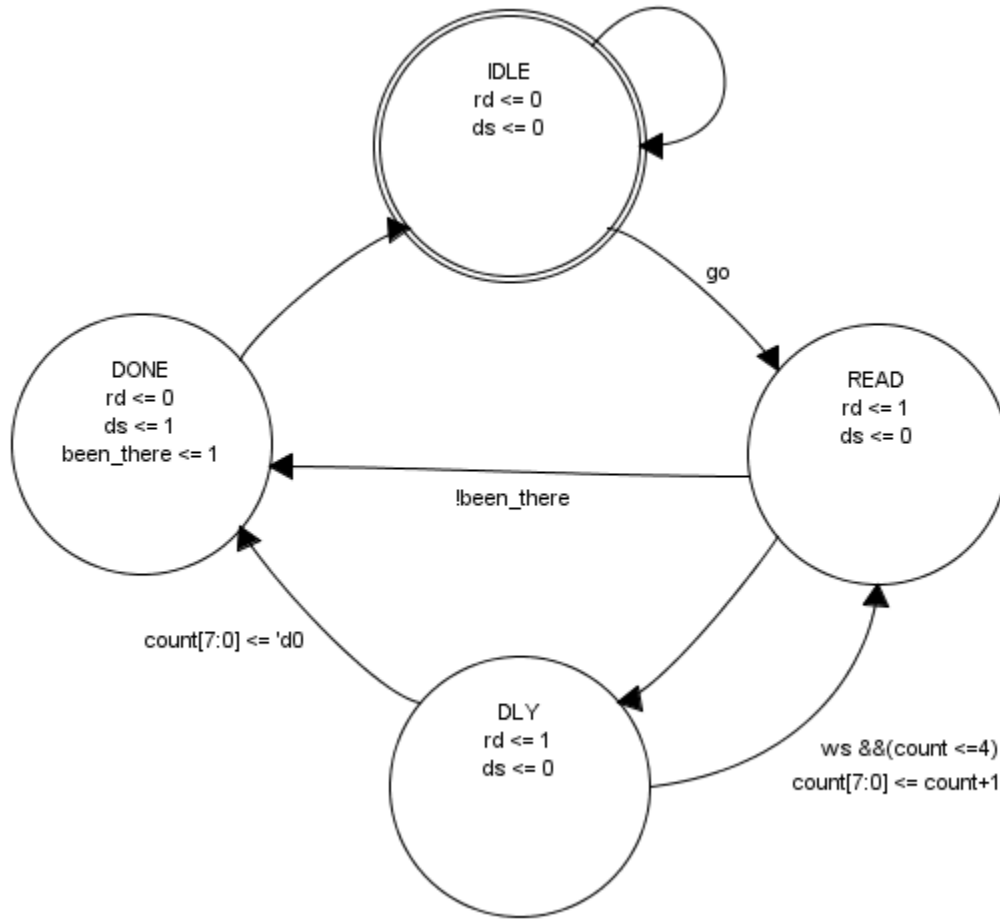 IDLE
rd <= 0
ds <= 0
go
DONE
rd <= 0
ds <= 1
been_there <= 1
READ
rd <= 1
ds <= 0
!been_there
count[7:0] <= 'd0
DLY
rd <= 1
ds <= 0
ws &&(count <=4)
count[7:0] <= count+1